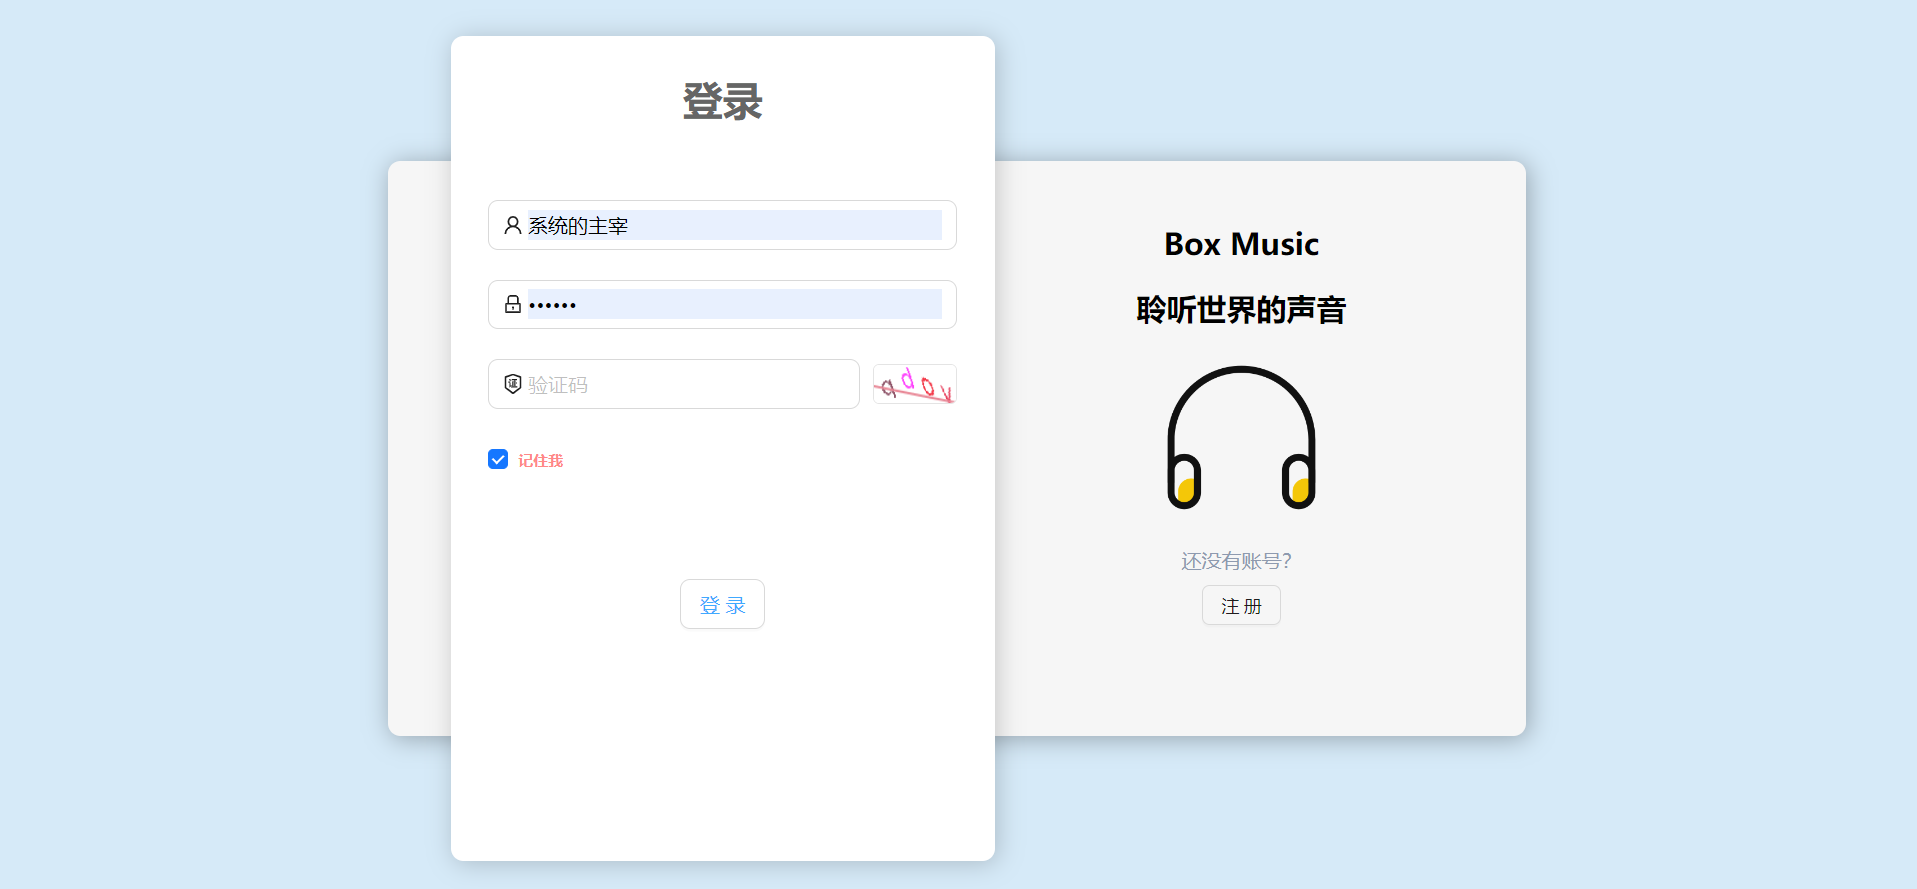 登录
系统的主宰
••••••
验证码
记住我
登 录
Box Music
聆听世界的声音
还没有账号?
注 册